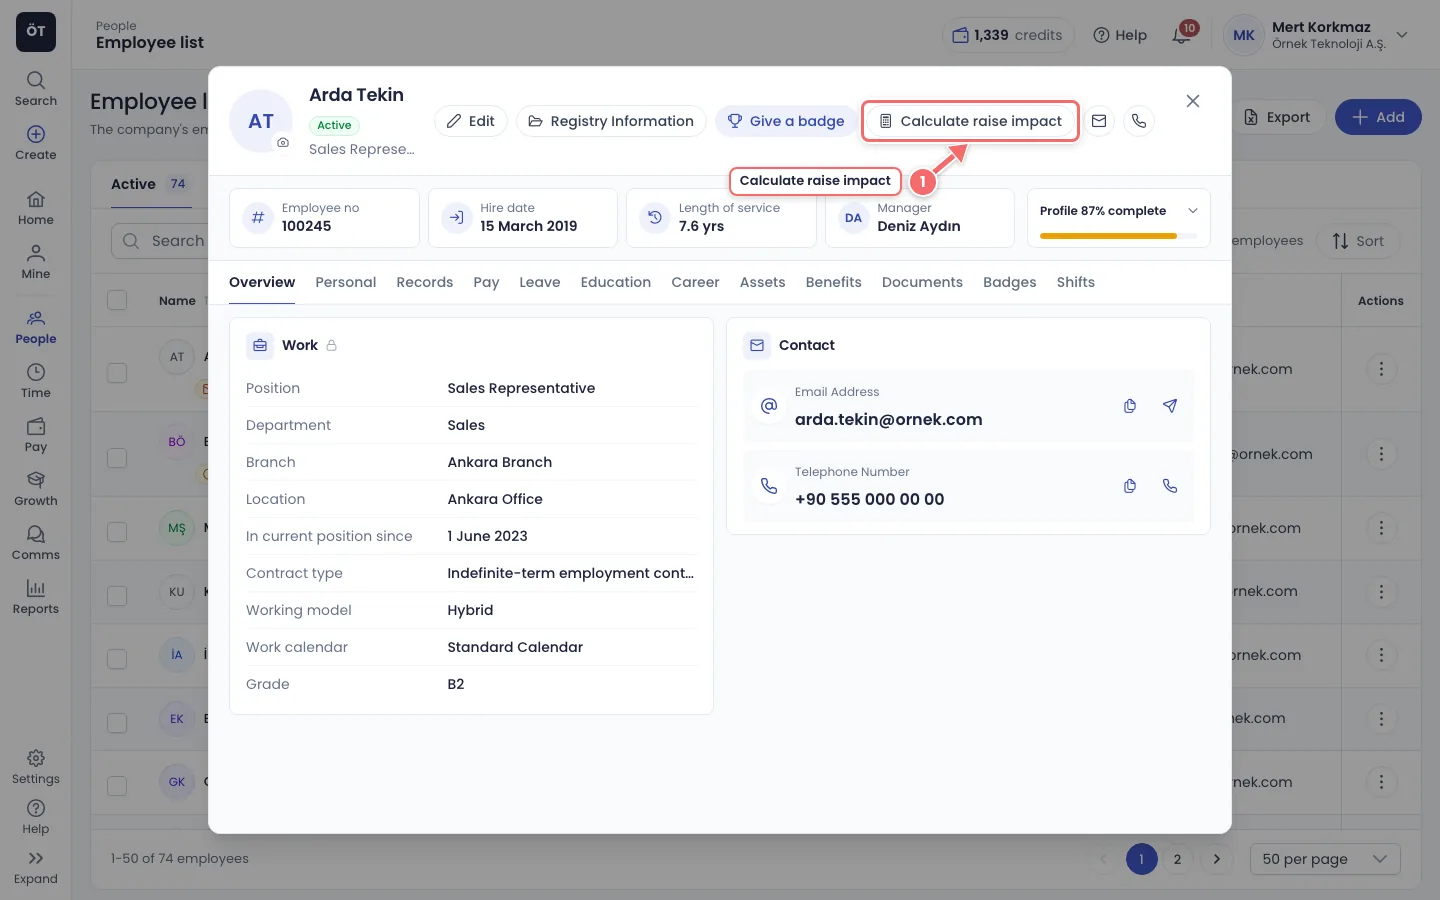 ÖT
People
Employee list
1,339 credits
Help
10
MK
Mert Korkmaz
Örnek Teknoloji A.Ş.
Search
Create
Home
Mine
People
Time
Pay
Growth
Comms
Reports
Settings
Help
Expand
Employee l
The company's em
Export
Add
Active 74
Search
employees
Sort
Name
Actions
AT
BÖ
MŞ
KU
İA
EK
GK
nek.com
@ornek.com
ornek.com
rnek.com
ornek.com
nek.com
nek.com
1-50 of 74 employees
1
2
50 per page
AT
Arda Tekin
Active
Sales Represe...
Edit
Registry Information
Give a badge
Calculate raise impact
Calculate raise impact
1
Employee no
100245
Hire date
15 March 2019
Length of service
7.6 yrs
DA
Manager
Deniz Aydın
Profile 87% complete
Overview
Personal
Records
Pay
Leave
Education
Career
Assets
Benefits
Documents
Badges
Shifts
Work
Position Sales Representative
Department Sales
Branch Ankara Branch
Location Ankara Office
In current position since 1 June 2023
Contract type Indefinite-term employment cont...
Working model Hybrid
Work calendar Standard Calendar
Grade B2
Contact
Email Address
arda.tekin@ornek.com
Telephone Number
+90 555 000 00 00